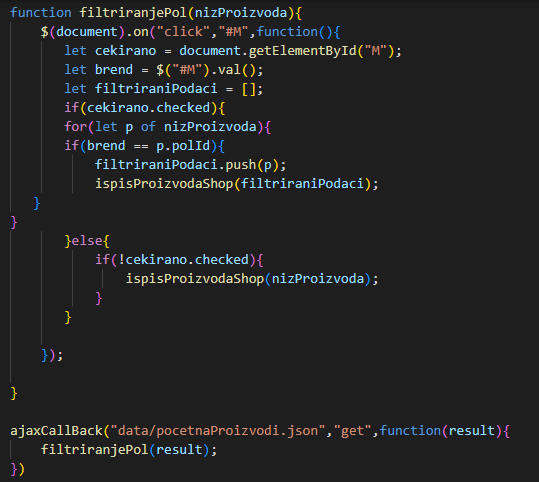 function filtriranjePol(nizProizvoda){
    $(document).on("click","#M",function(){
       let cekirano = document.getElementById("M");
       let brend = $("#M").val();
       let filtriraniPodaci = [];
       if(cekirano.checked){
       for(let p of nizProizvoda){
       if(brend == p.polId){
           filtriraniPodaci.push(p);
           ispisProizvodaShop(filtriraniPodaci);
   }
}
       }else{
           if(!cekirano.checked){
               ispisProizvodaShop(nizProizvoda);
           }
       }
    });
}
ajaxCallBack("data/pocetnaProizvodi.json","get",function(result){
    filtriranjePol(result);
})